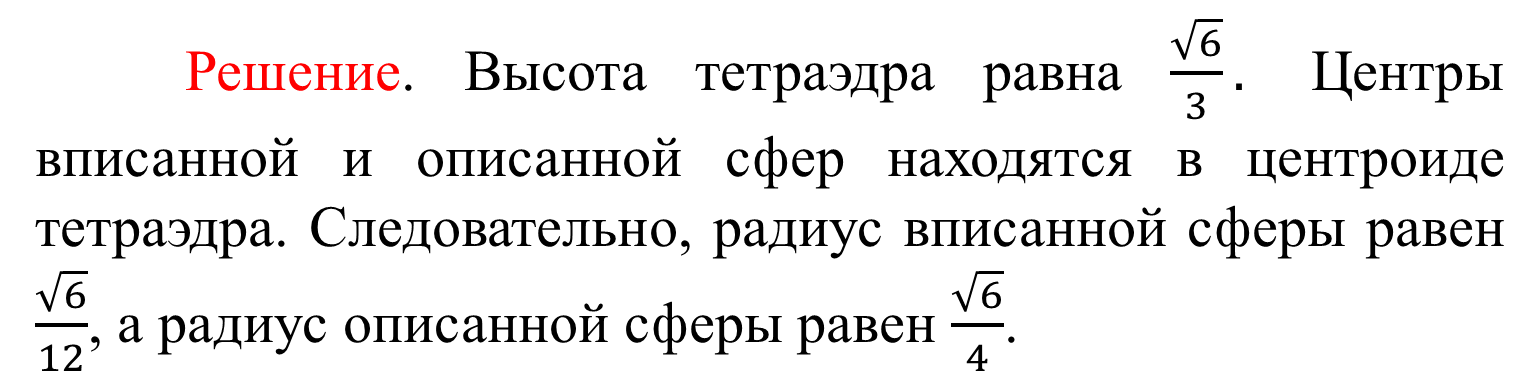 Решение. Высота тетраэдра равна √6/3. Центры
вписанной и описанной сфер находятся в центроиде
тетраэдра. Следовательно, радиус вписанной сферы равен
√6/12, а радиус описанной сферы равен √6/4.